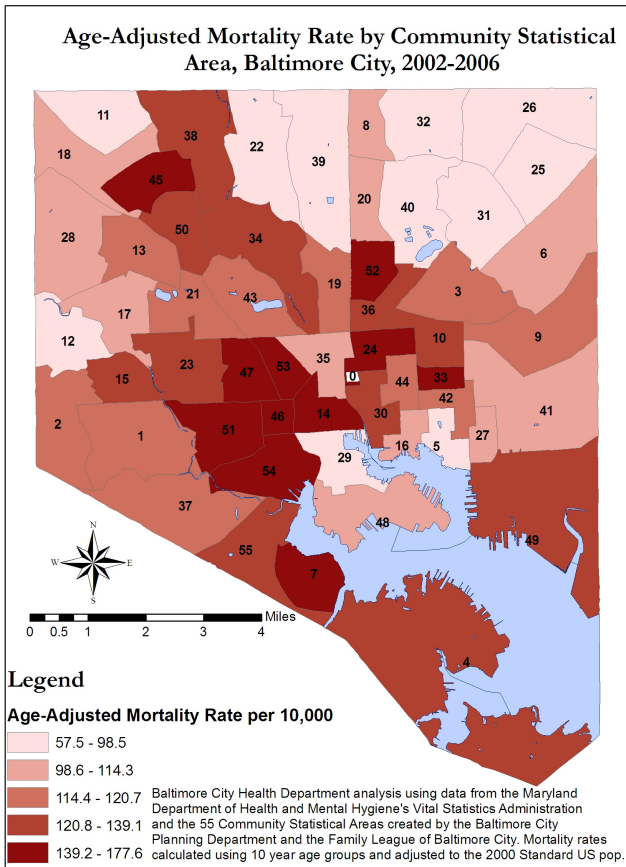 Age-Adjusted Mortality Rate by Community Statistical
Area, Baltimore City, 2002-2006
11
38
22
39
8
32
26
18
45
20
40
25
31
28
13
50
34
6
52
3
17
21
43
19
36
12
9
23
35
24
10
15
47
53
0
33
44
42
2
1
51
46
14
30
41
16
5
27
54
29
37
48
49
55
7
4
N
W
E
S
Miles
0 0.5 1 2 3 4
Legend
Age-Adjusted Mortality Rate per 10,000
57.5 - 98.5
98.6 - 114.3
114.4 - 120.7
120.8 - 139.1
139.2 - 177.6
Baltimore City Health Department analysis using data from the Maryland
Department of Health and Mental Hygiene's Vital Statistics Administration
and the 55 Community Statistical Areas created by the Baltimore City
Planning Department and the Family League of Baltimore City. Mortality rates
calculated using 10 year age groups and adjusted to the 2000 Standard US pop.